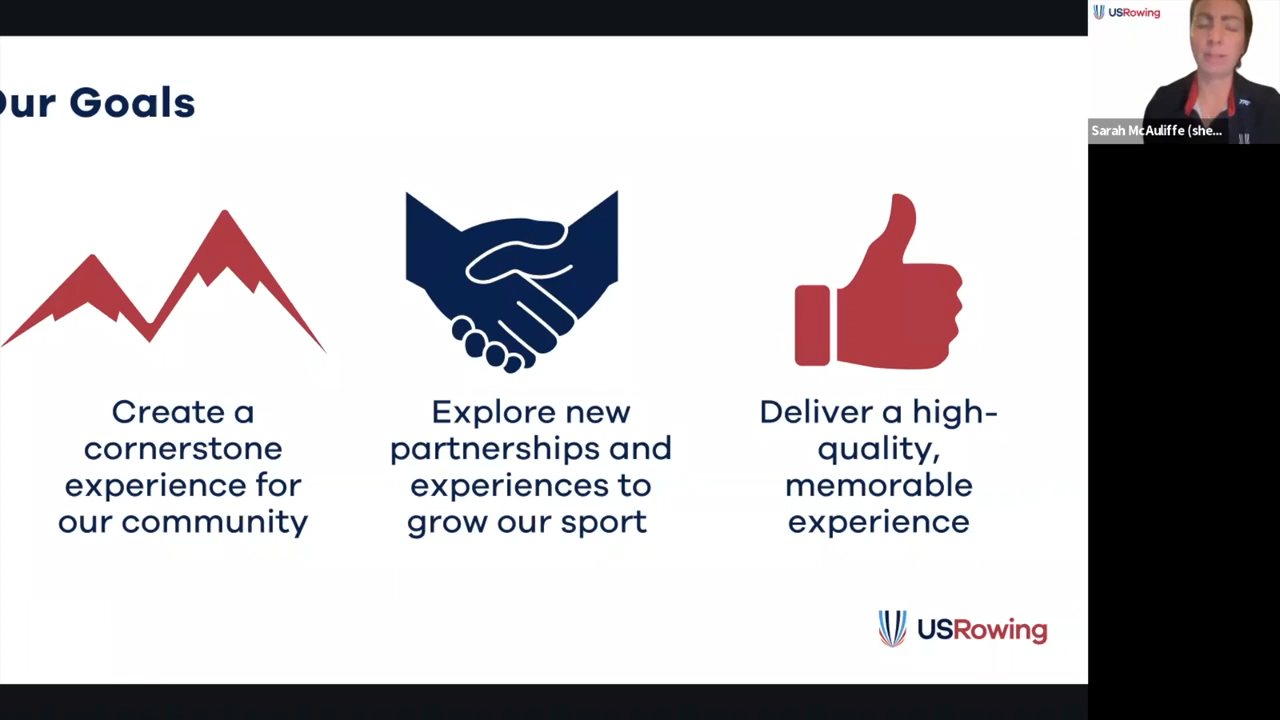 Our Goals
Create a
cornerstone
experience for
our community
Explore new
partnerships and
experiences to
grow our sport
Deliver a high-
quality,
memorable
experience
USRowing
USRowing
Sarah McAuliffe (she...